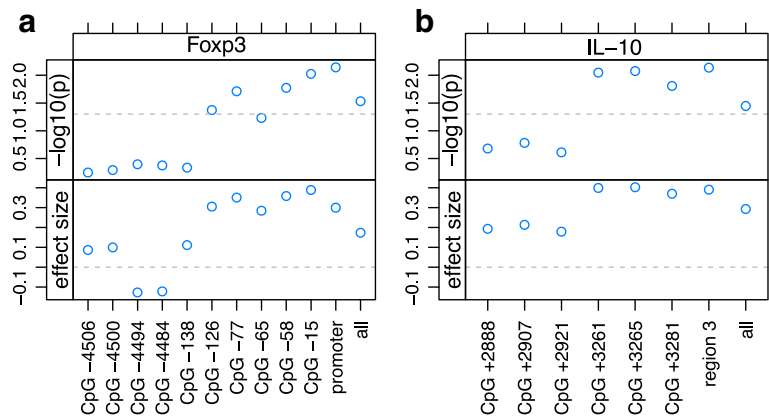 a
Foxp3
−log10(p)
0.5 1.0 1.5 2.0
effect size
−0.1 0.1 0.3
CpG −4506
CpG −4500
CpG −4494
CpG −4484
CpG −138
CpG −126
CpG −77
CpG −65
CpG −58
CpG −15
promoter
all
b
IL−10
−log10(p)
0.5 1.0 1.5 2.0
effect size
−0.1 0.1 0.3
CpG +2888
CpG +2907
CpG +2921
CpG +3261
CpG +3265
CpG +3281
region 3
all